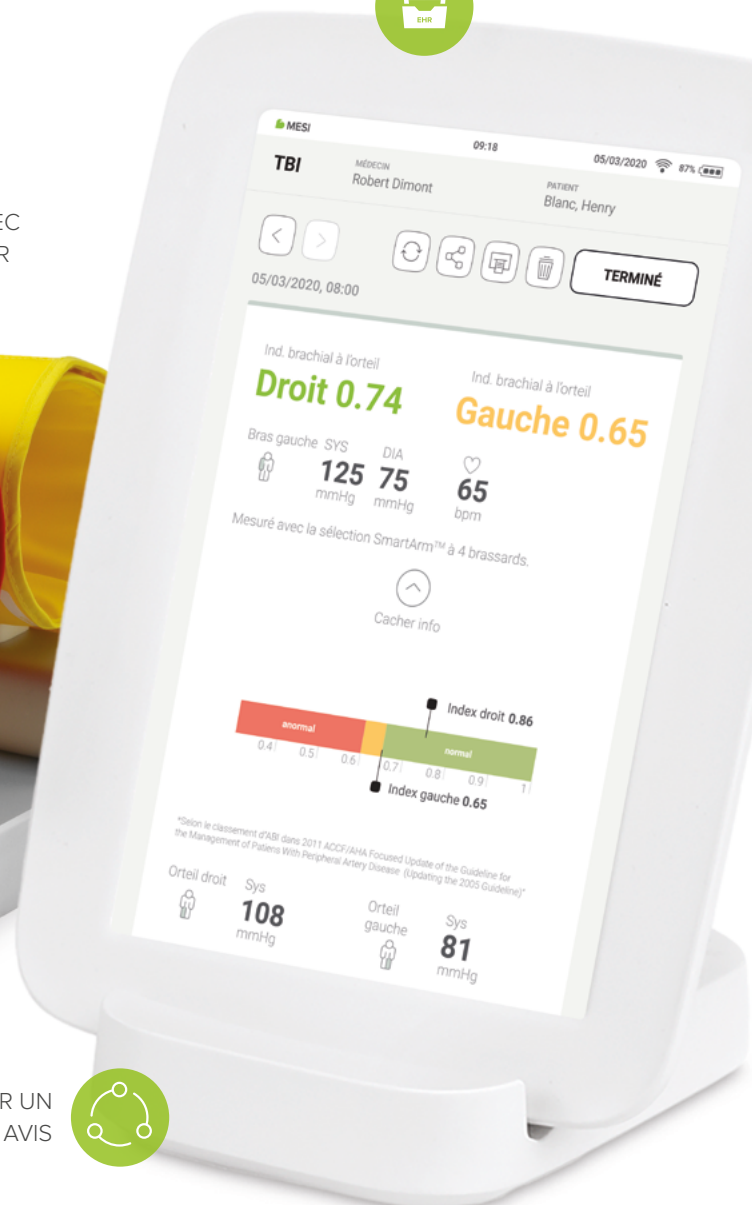 EHR
MESI 09:18 05/03/2020 87%
TBI MÉDECIN PATIENT
Robert Dimont Blanc, Henry
TERMINÉ
05/03/2020, 08:00
Ind. brachial à l'orteil Ind. brachial à l'orteil
Droit 0.74 Gauche 0.65
Bras gauche SYS DIA
125 75 65
mmHg mmHg bpm
Mesuré avec la sélection SmartArm™ à 4 brassards.
Cacher info
Index droit 0.86
anormal normal
0.4 0.5 0.6 0.7 0.8 0.9 1
Index gauche 0.65
*Selon le classement d'ABI dans 2011 ACCF/AHA Focused Update of the Guideline for
the Management of Patiens With Peripheral Artery Disease (Updating the 2005 Guideline)"
Orteil droit Sys Orteil gauche Sys
108 81
mmHg mmHg
EC
R
R UN
AVIS